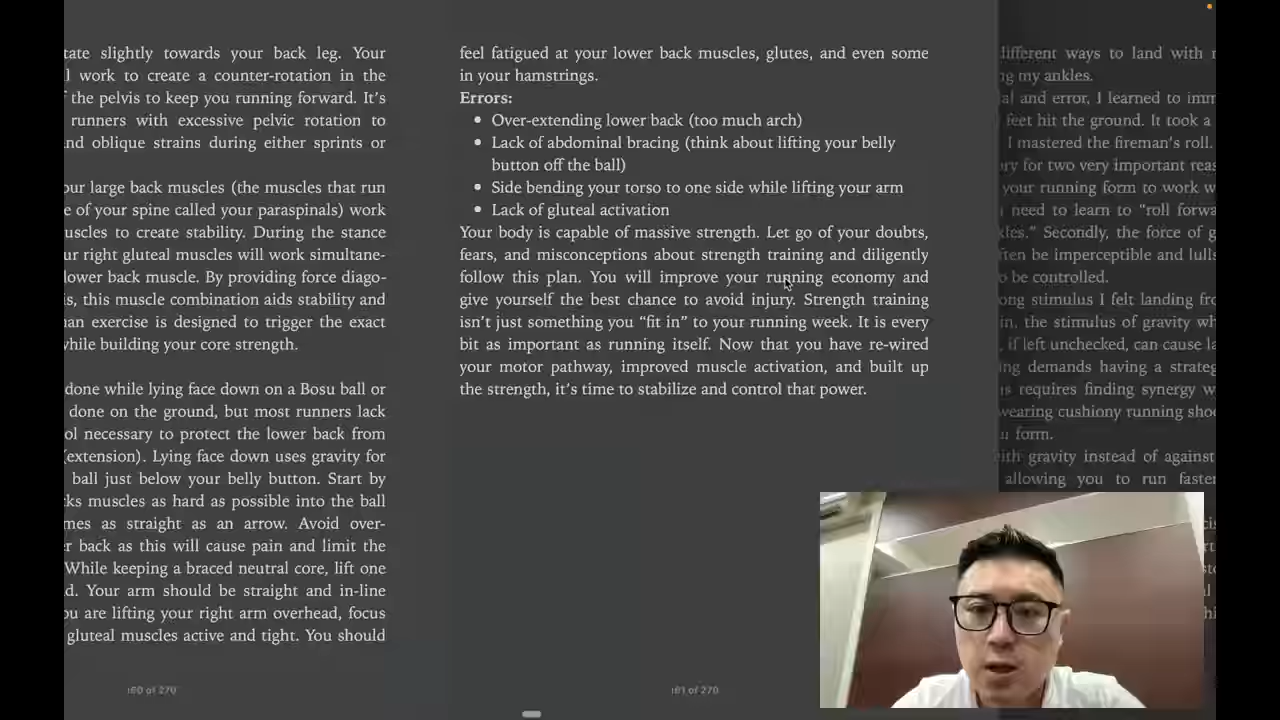 tate slightly towards your back leg. Your
work to create a counter-rotation in the
the pelvis to keep you running forward. It's
runners with excessive pelvic rotation to
nd oblique strains during either sprints or
our large back muscles (the muscles that run
e of your spine called your paraspinals) work
uscles to create stability. During the stance
ur right gluteal muscles will work simultane-
lower back muscle. By providing force diago-
is, this muscle combination aids stability and
nan exercise is designed to trigger the exact
while building your core strength.
done while lying face down on a Bosu ball or
done on the ground, but most runners lack
ol necessary to protect the lower back from
(extension). Lying face down uses gravity for
ball just below your belly button. Start by
ks muscles as hard as possible into the ball
mes as straight as an arrow. Avoid over-
r back as this will cause pain and limit the
While keeping a braced neutral core, lift one
d. Your arm should be straight and in-line
ou are lifting your right arm overhead, focus
gluteal muscles active and tight. You should
160 of 270
feel fatigued at your lower back muscles, glutes, and even some
in your hamstrings.
Errors:
• Over-extending lower back (too much arch)
• Lack of abdominal bracing (think about lifting your belly
button off the ball)
• Side bending your torso to one side while lifting your arm
• Lack of gluteal activation
Your body is capable of massive strength. Let go of your doubts,
fears, and misconceptions about strength training and diligently
follow this plan. You will improve your running economy and
give yourself the best chance to avoid injury. Strength training
isn't just something you “fit in” to your running week. It is every
bit as important as running itself. Now that you have re-wired
your motor pathway, improved muscle activation, and built up
the strength, it's time to stabilize and control that power.
161 of 270
different ways to land with
ng my ankles.
al and error, I learned to imm
feet hit the ground. It took a
I mastered the fireman's roll.
ry for two very important reas
your running form to work w
need to learn to “roll forwa
kles.” Secondly, the force of g
ften be imperceptible and lulls
o be controlled.
ong stimulus I felt landing fro
in, the stimulus of gravity wh
, if left unchecked, can cause la
ng demands having a strateg
is requires finding synergy w
wearing cushiony running shoe
form.
ith gravity instead of against
allowing you to run faster